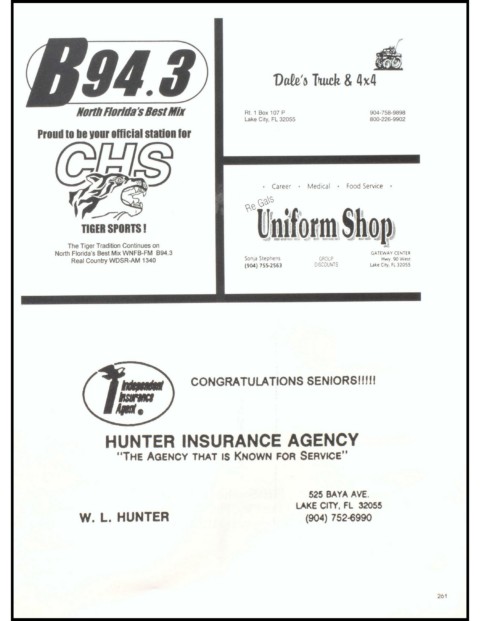 B94.3
North Florida's Best Mix
Proud to be your official station for
CHS
TIGER SPORTS !
The Tiger Tradition Continues on
North Florida's Best Mix WNFB-FM B94.3
Real Country WDSR-AM 1340
Dale's Truck & 4x4
Rt. 1 Box 107 P
Lake City, FL 32055
904-758-9898
800-226-9902
· Career · Medical · Food Service ·
Re Gals
Uniform Shop
Sonja Stephens
(904) 755-2563
GROUP
DISCOUNTS
GATEWAY CENTER
Hwy. 90 West
Lake City, FL 32055
Independent
Insurance
Agent ®
CONGRATULATIONS SENIORS!!!!!
HUNTER INSURANCE AGENCY
"THE AGENCY THAT IS KNOWN FOR SERVICE"
W. L. HUNTER
525 BAYA AVE.
LAKE CITY, FL 32055
(904) 752-6990
261